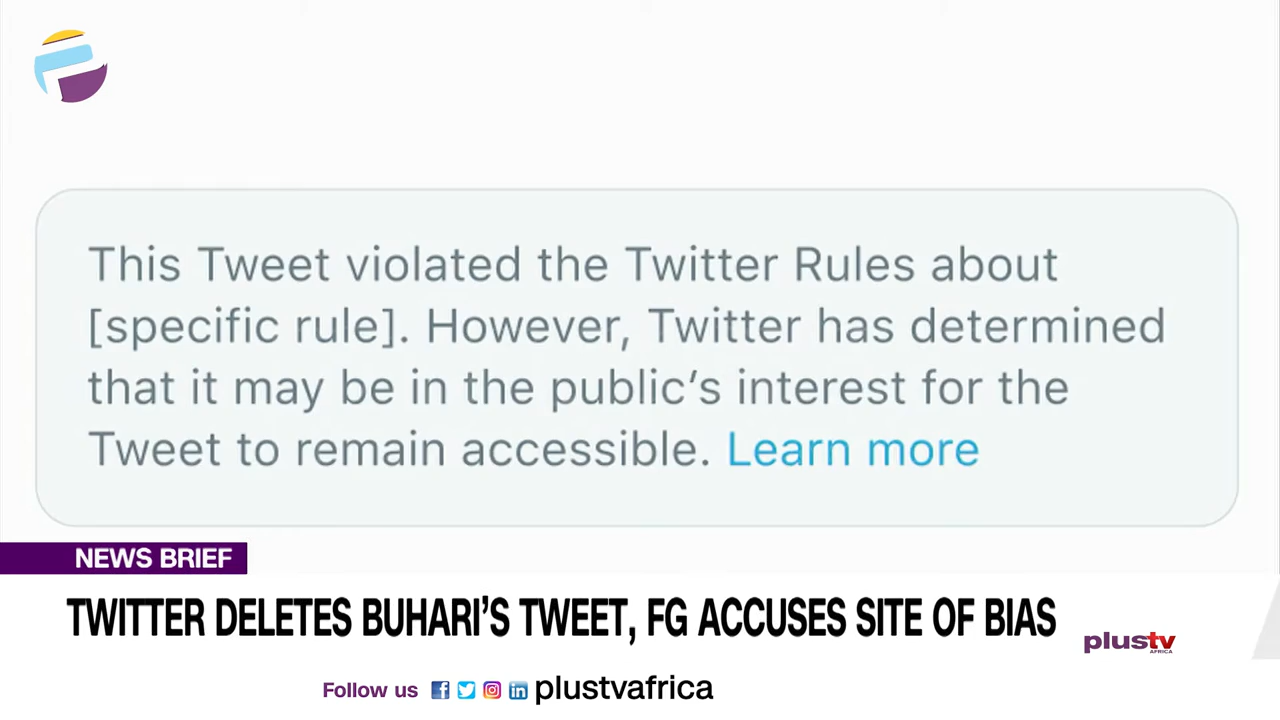 This Tweet violated the Twitter Rules about
[specific rule]. However, Twitter has determined
that it may be in the public’s interest for the
Tweet to remain accessible. Learn more
NEWS BRIEF
TWITTER DELETES BUHARI’S TWEET, FG ACCUSES SITE OF BIAS
plustv
AFRICA
Follow us plustvafrica